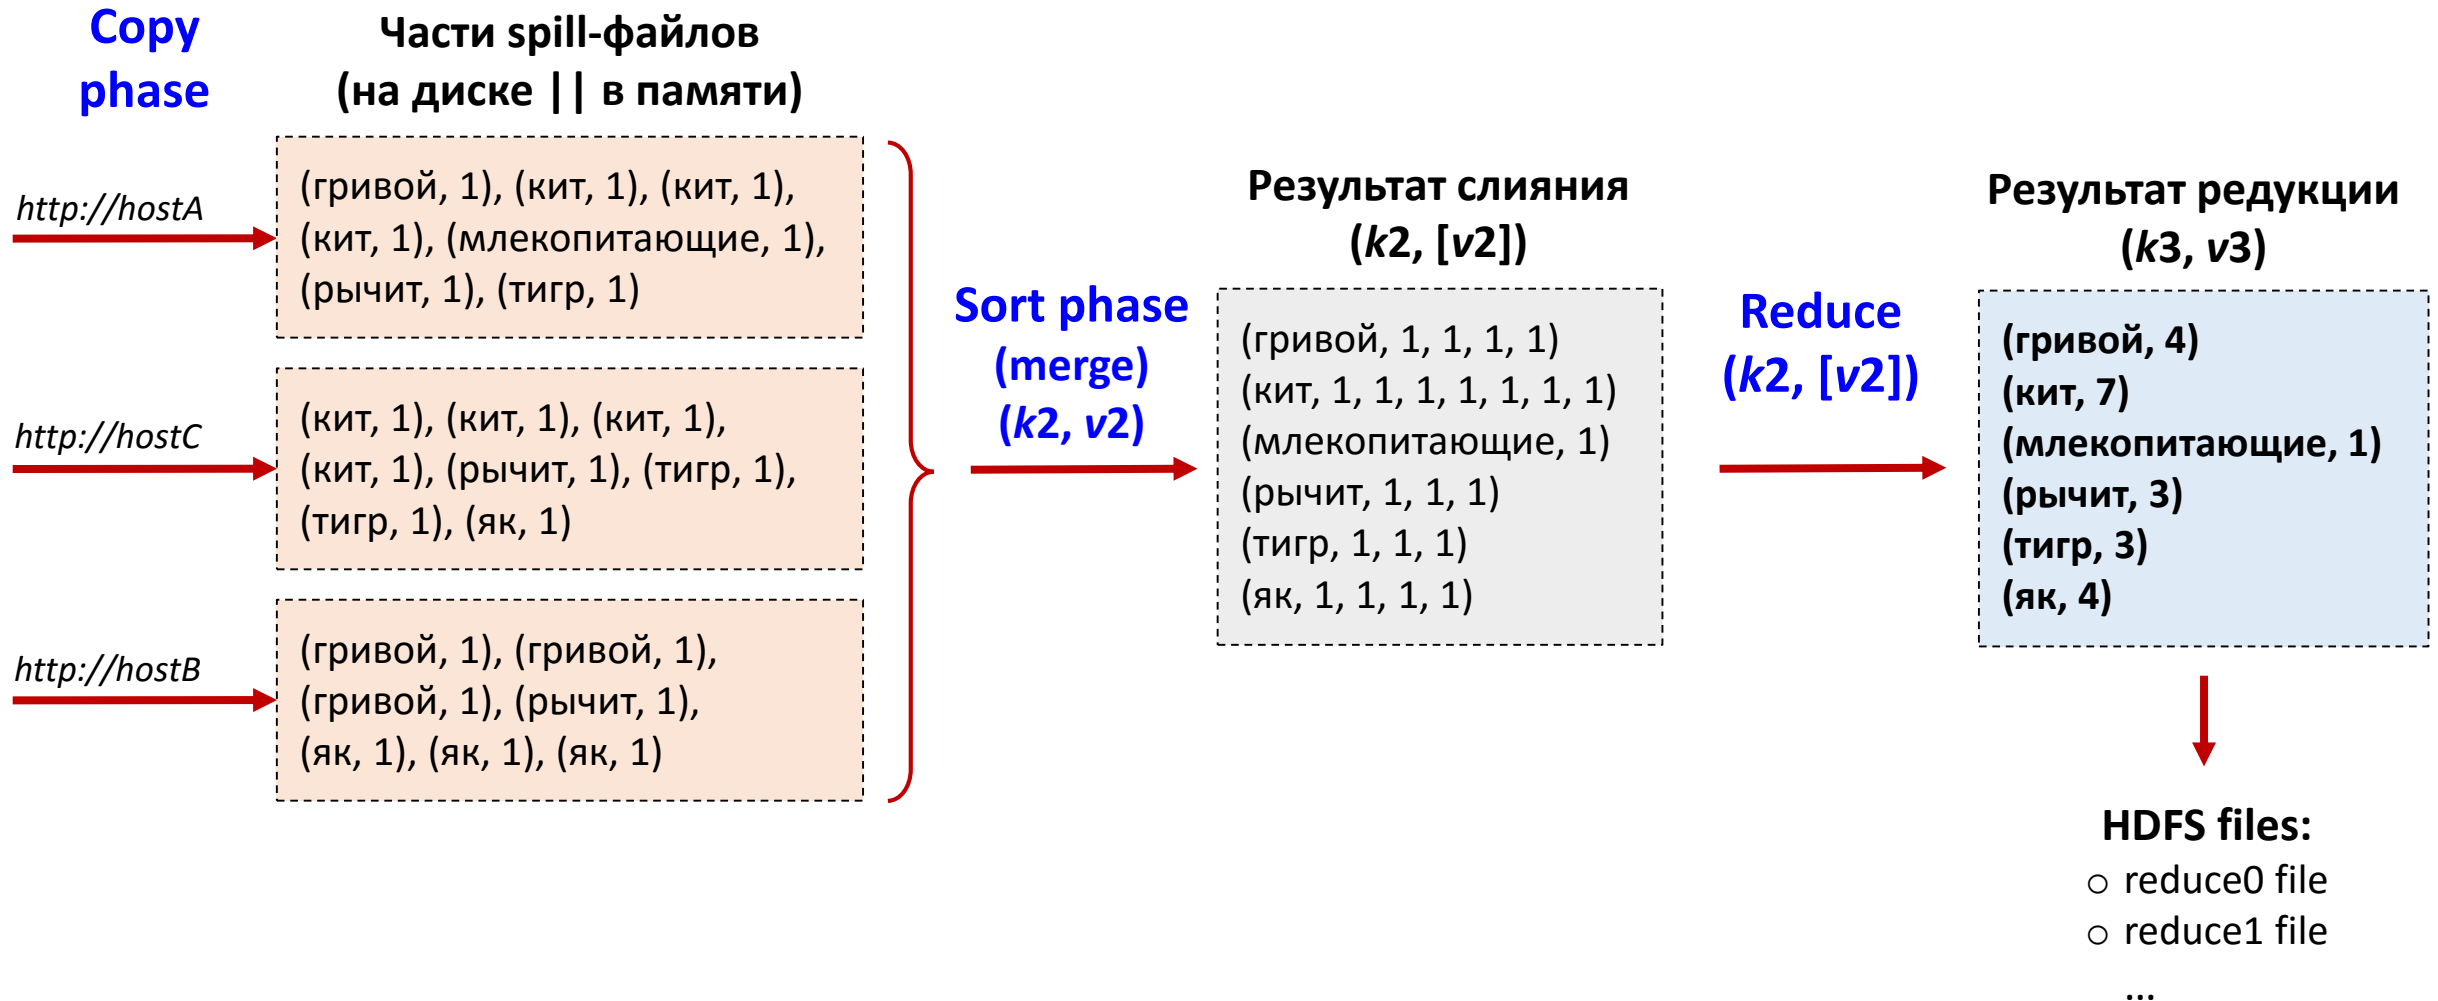 Copy
phase
Части spill-файлов
(на диске || в памяти)
http://hostA
(гривой, 1), (кит, 1), (кит, 1),
(кит, 1), (млекопитающие, 1),
(рычит, 1), (тигр, 1)
http://hostC
(кит, 1), (кит, 1), (кит, 1),
(кит, 1), (рычит, 1), (тигр, 1),
(тигр, 1), (як, 1)
http://hostB
(гривой, 1), (гривой, 1),
(гривой, 1), (рычит, 1),
(як, 1), (як, 1), (як, 1)
Sort phase
(merge)
(k2, v2)
Результат слияния
(k2, [v2])
(гривой, 1, 1, 1, 1)
(кит, 1, 1, 1, 1, 1, 1, 1)
(млекопитающие, 1)
(рычит, 1, 1, 1)
(тигр, 1, 1, 1)
(як, 1, 1, 1, 1)
Reduce
(k2, [v2])
Результат редукции
(k3, v3)
(гривой, 4)
(кит, 7)
(млекопитающие, 1)
(рычит, 3)
(тигр, 3)
(як, 4)
HDFS files:
o reduce0 file
o reduce1 file
...